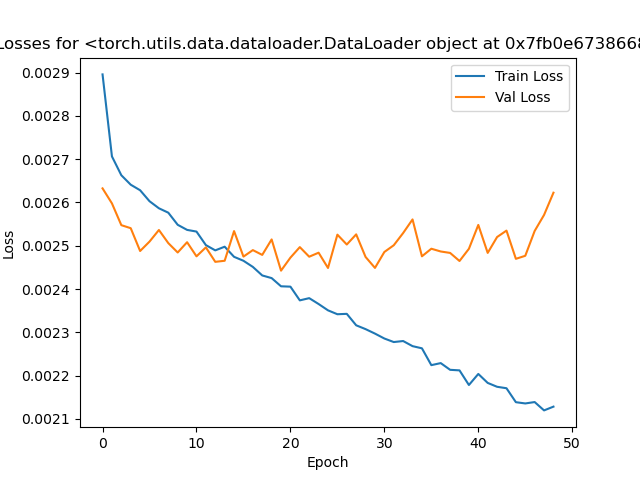 Losses for <torch.utils.data.dataloader.DataLoader object at 0x7fb0e6738668
Train Loss
Val Loss
0.0029
0.0028
0.0027
0.0026
0.0025
0.0024
0.0023
0.0022
0.0021
Loss
0 10 20 30 40 50
Epoch